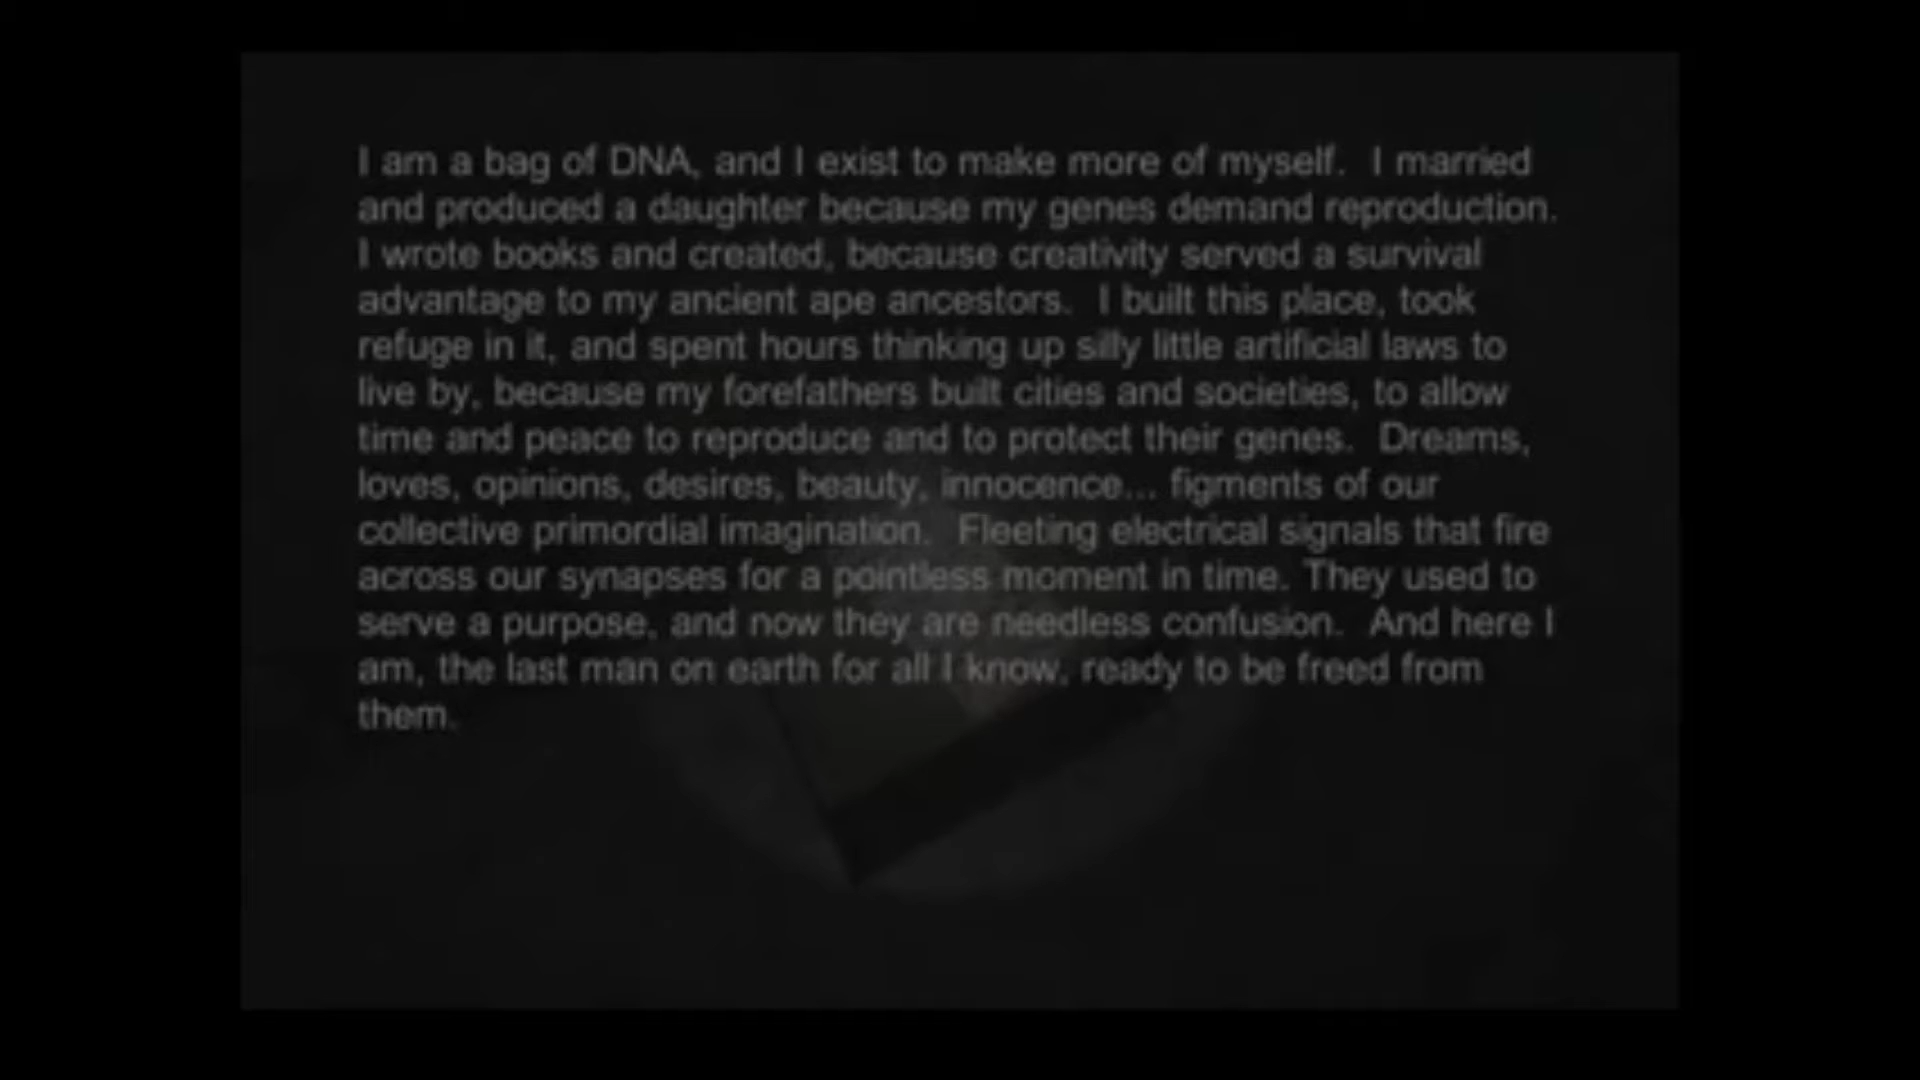 I am a bag of DNA, and I exist to make more of myself.  I married
and produced a daughter because my genes demand reproduction.
I wrote books and created, because creativity served a survival
advantage to my ancient ape ancestors.  I built this place, took
refuge in it, and spent hours thinking up silly little artificial laws to
live by, because my forefathers built cities and societies, to allow
time and peace to reproduce and to protect their genes.  Dreams,
loves, opinions, desires, beauty, innocence... figments of our
collective primordial imagination.  Fleeting electrical signals that fire
across our synapses for a pointless moment in time. They used to
serve a purpose, and now they are needless confusion.  And here I
am, the last man on earth for all I know, ready to be freed from
them.